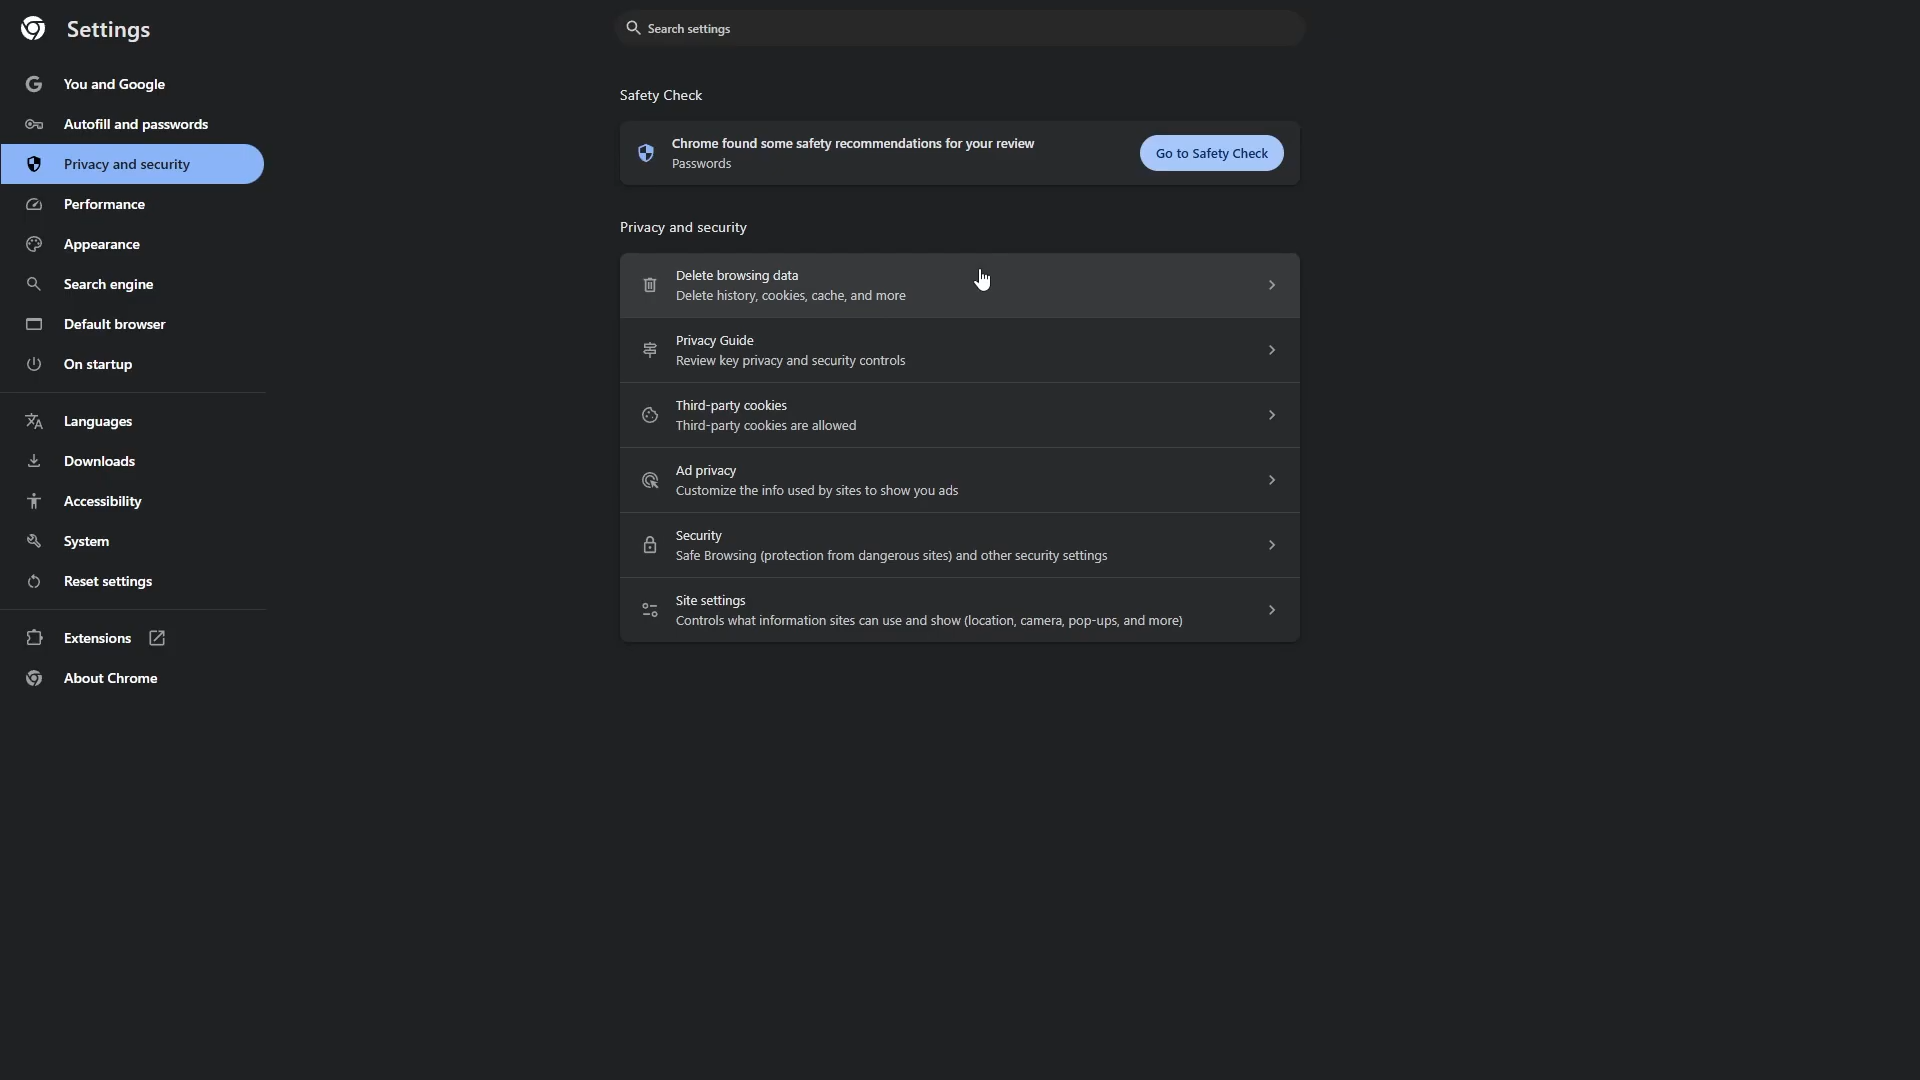 Settings
Search settings
You and Google
Autofill and passwords
Privacy and security
Performance
Appearance
Search engine
Default browser
On startup
Languages
Downloads
Accessibility
System
Reset settings
Extensions
About Chrome
Safety Check
Chrome found some safety recommendations for your review
Passwords
Go to Safety Check
Privacy and security
Delete browsing data
Delete history, cookies, cache, and more
Privacy Guide
Review key privacy and security controls
Third-party cookies
Third-party cookies are allowed
Ad privacy
Customize the info used by sites to show you ads
Security
Safe Browsing (protection from dangerous sites) and other security settings
Site settings
Controls what information sites can use and show (location, camera, pop-ups, and more)